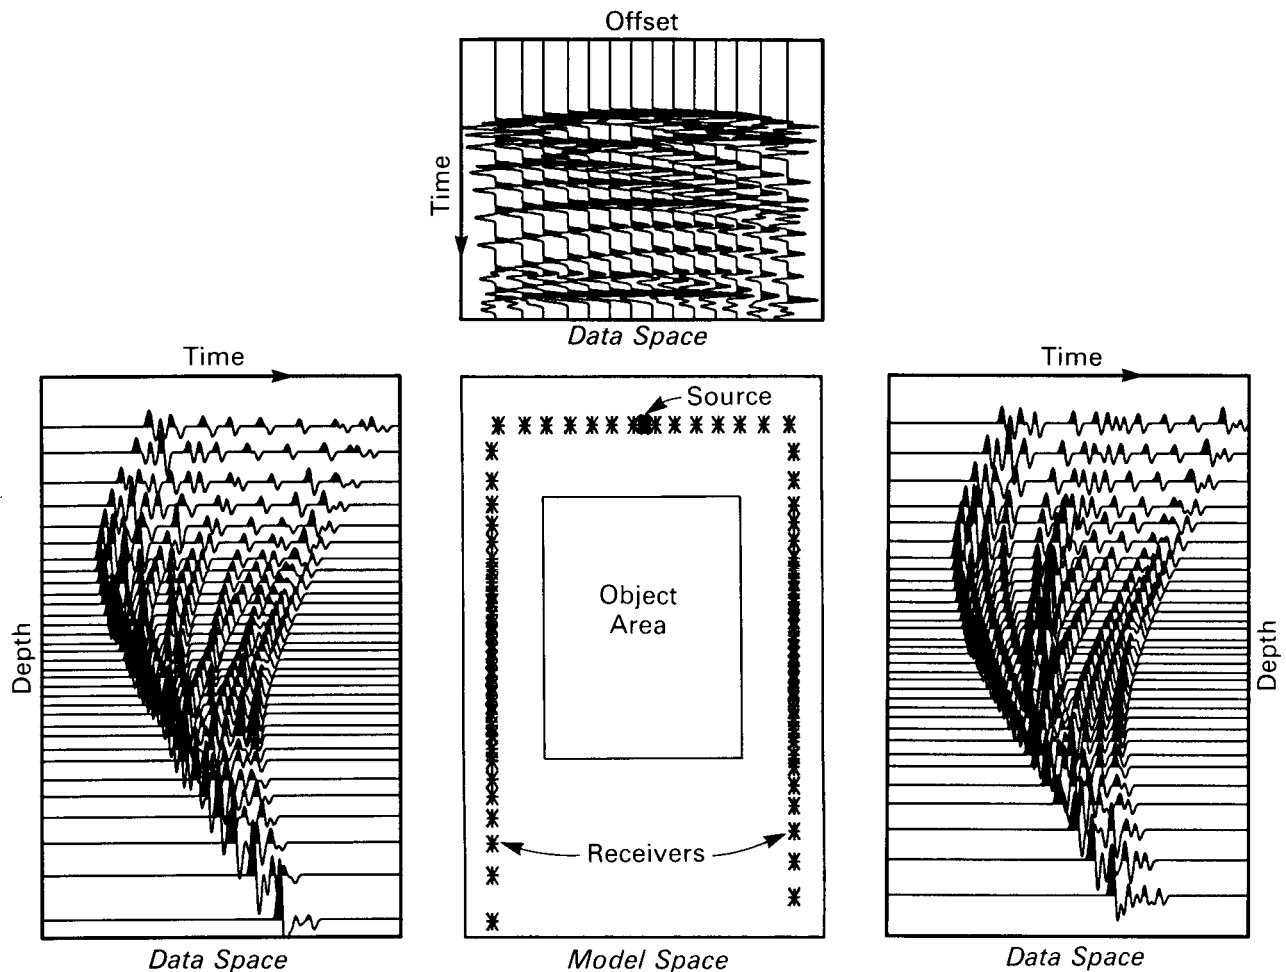 Offset
Time
Data Space
Time
Time
Source
Depth
Object
Area
Depth
Receivers
Data Space
Model Space
Data Space